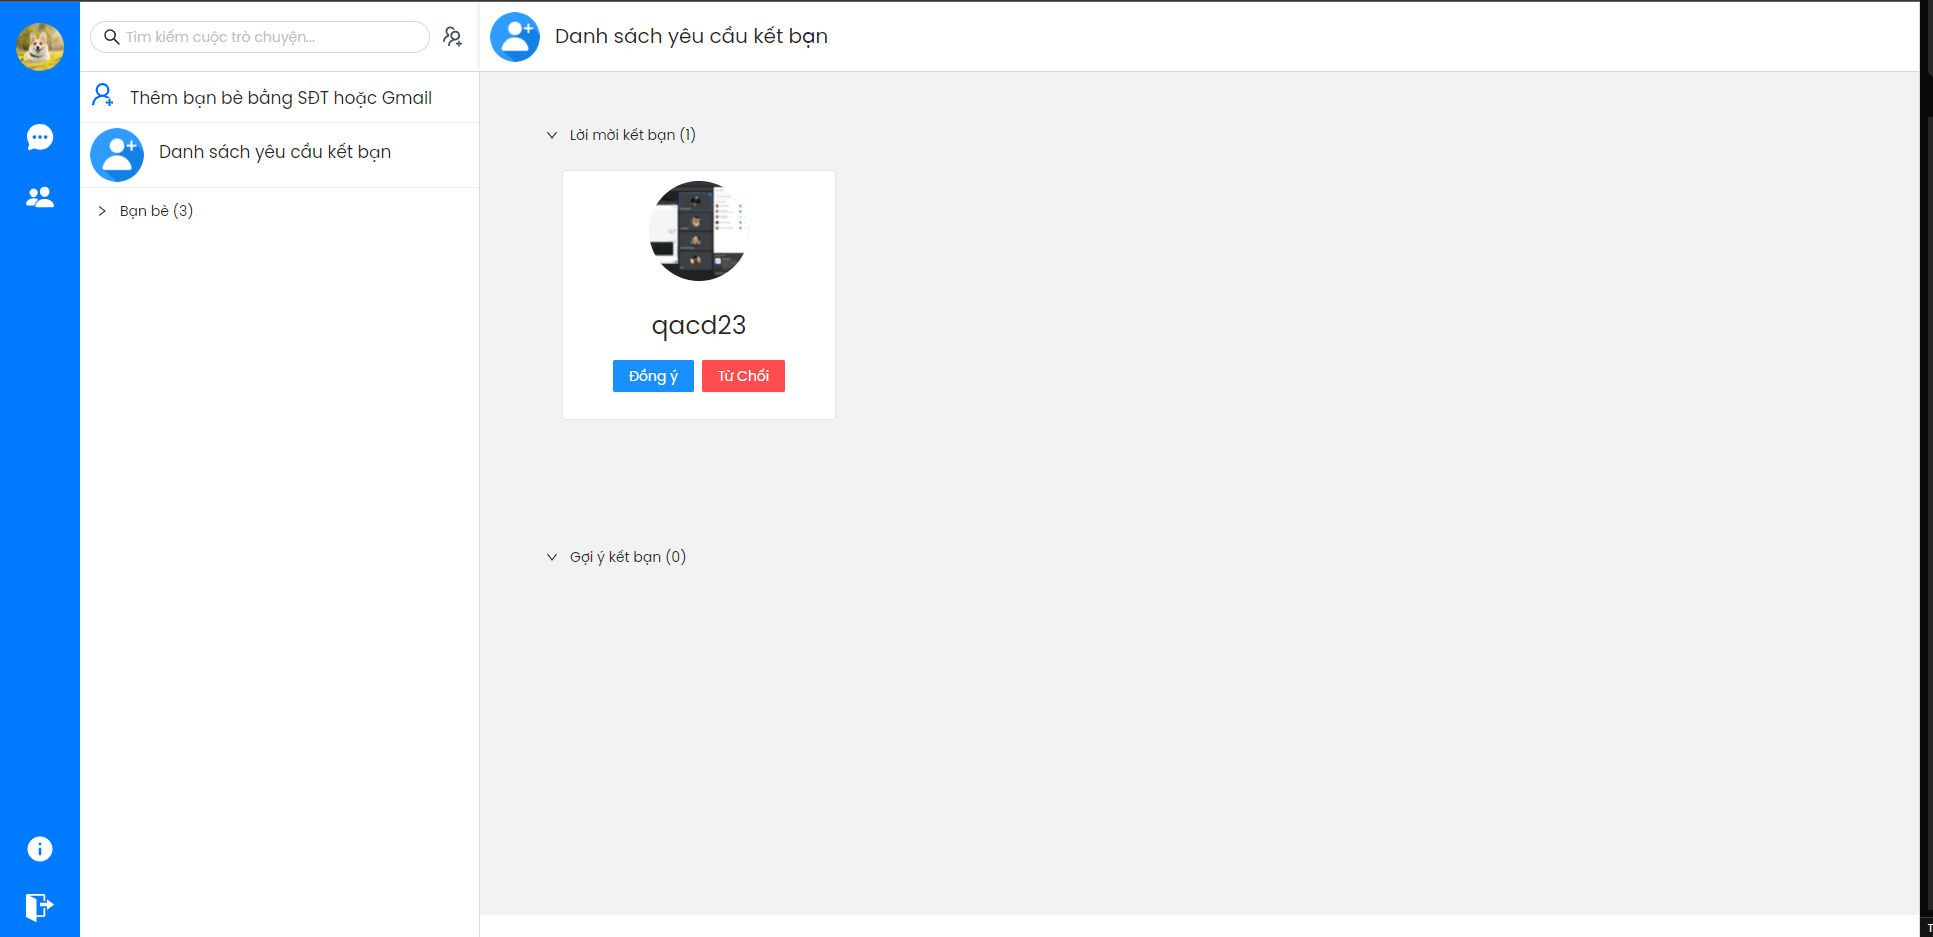 Tìm kiếm cuộc trò chuyện...
Thêm bạn bè bằng SĐT hoặc Gmail
Danh sách yêu cầu kết bạn
Bạn bè (3)
Danh sách yêu cầu kết bạn
Lời mời kết bạn (1)
qacd23
Đồng ý
Từ Chối
Gợi ý kết bạn (0)